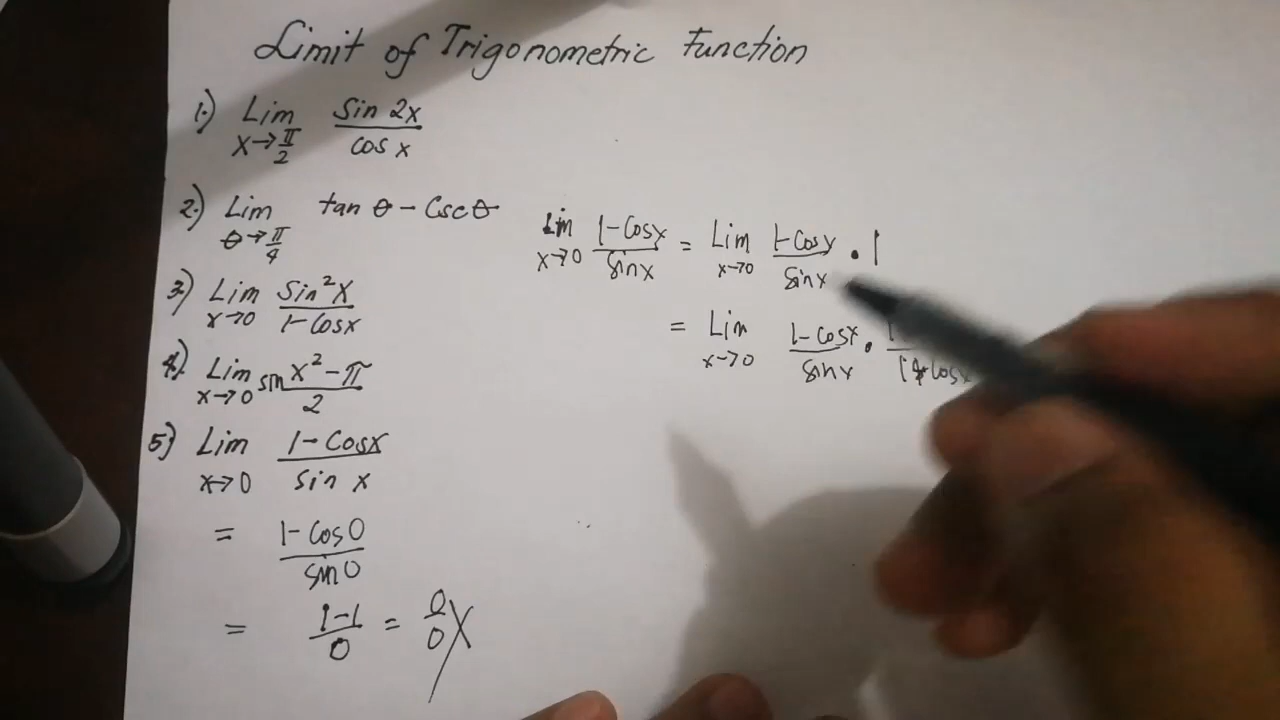 Limit of Trigonometric Function
1.) Lim x→π/2 sin 2x / cos x
2.) Lim θ→π/4 tan θ - Csc θ
3.) Lim x→0 Sin²X / 1-Cosx
4.) Lim x→0 sin x²-π / 2
5.) Lim x→0 1-Cosx / sin x
= 1-cos0 / sin0
= 1-1 / 0 = 0/0 X
Lim x→0 1-Cosx / sinx = Lim x→0 1-Cosx / sinx • 1
= Lim x→0 1-cosx / sinx •